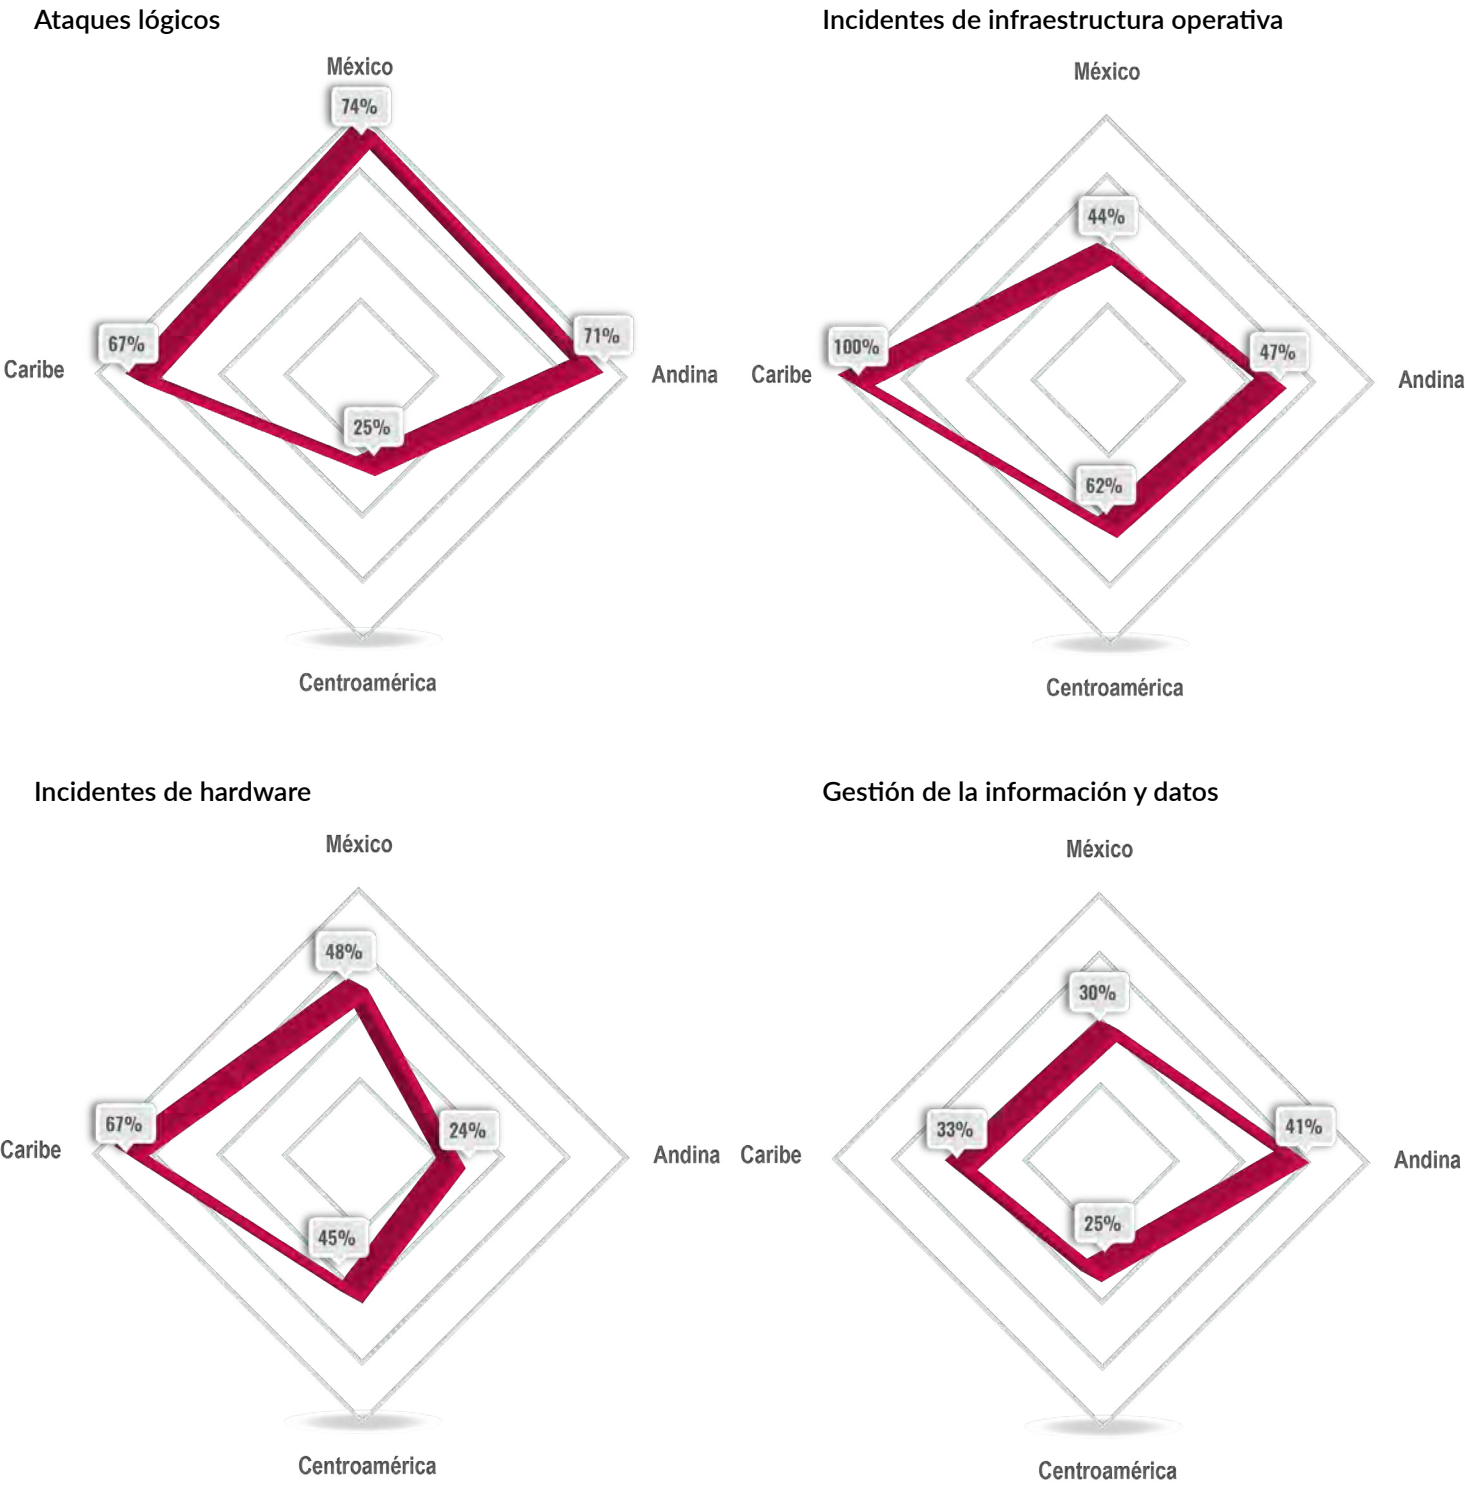 Ataques lógicos
México
74%
67%
71%
Caribe
Andina
25%
Centroamérica
Incidentes de infraestructura operativa
México
44%
100%
47%
Caribe
Andina
62%
Centroamérica
Incidentes de hardware
México
48%
67%
24%
Caribe
Andina
45%
Centroamérica
Gestión de la información y datos
México
30%
33%
41%
Caribe
Andina
25%
Centroamérica